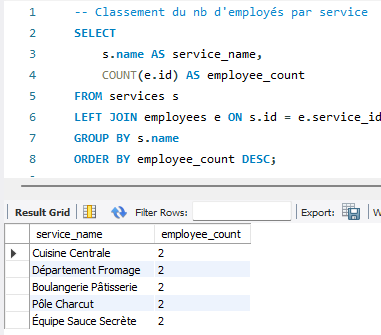 1 -- Classement du nb d'employés par service
2 SELECT
3 s.name AS service_name,
4 COUNT(e.id) AS employee_count
5 FROM services s
6 LEFT JOIN employees e ON s.id = e.service_id
7 GROUP BY s.name
8 ORDER BY employee_count DESC;
Result Grid Filter Rows: Export:
service_name employee_count
Cuisine Centrale 2
Département Fromage 2
Boulangerie Pâtisserie 2
Pôle Charcut 2
Équipe Sauce Secrète 2